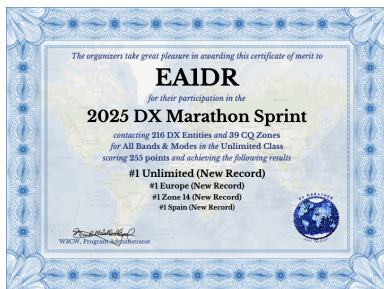 The organizers take great pleasure in awarding this certificate of merit to
EA1DR
for their participation in the
2025 DX Marathon Sprint
contacting 216 DX Entities and 39 CQ Zones
for All Bands & Modes in the Unlimited Class
scoring 255 points and achieving the following results
#1 Unlimited (New Record)
#1 Europe (New Record)
#1 Zone 14 (New Record)
#1 Spain (New Record)
DX MARATHON
W3CW, Program Administrator